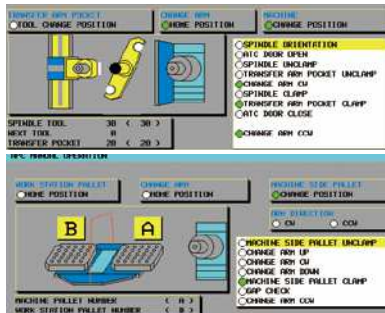 TRANSFER ARM POCKET
TOOL CHANGE POSITION
CHANGE ARM
HOME POSITION
MACHINE
CHANGE POSITION
SPINDLE ORIENTATION
ATC DOOR OPEN
SPINDLE UNCLAMP
TRANSFER ARM POCKET UNCLAMP
CHANGE ARM CW
SPINDLE CLAMP
TRANSFER ARM POCKET CLAMP
ATC DOOR CLOSE
CHANGE ARM CCW
SPINDLE TOOL 30 ( 30 )
NEXT TOOL 0
TRANSFER POCKET 20 ( 20 )
APC MANUAL OPERATION
WORK STATION PALLET
HOME POSITION
CHANGE ARM
HOME POSITION
MACHINE SIDE PALLET
CHANGE POSITION
ARM DIRECTION
CW CCW
B A
MACHINE SIDE PALLET UNCLAMP
CHANGE ARM UP
CHANGE ARM CW
CHANGE ARM DOWN
MACHINE SIDE PALLET CLAMP
GAP CHECK
CHANGE ARM CCW
MACHINE PALLET NUMBER ( A )
WORK STATION PALLET NUMBER ( B )